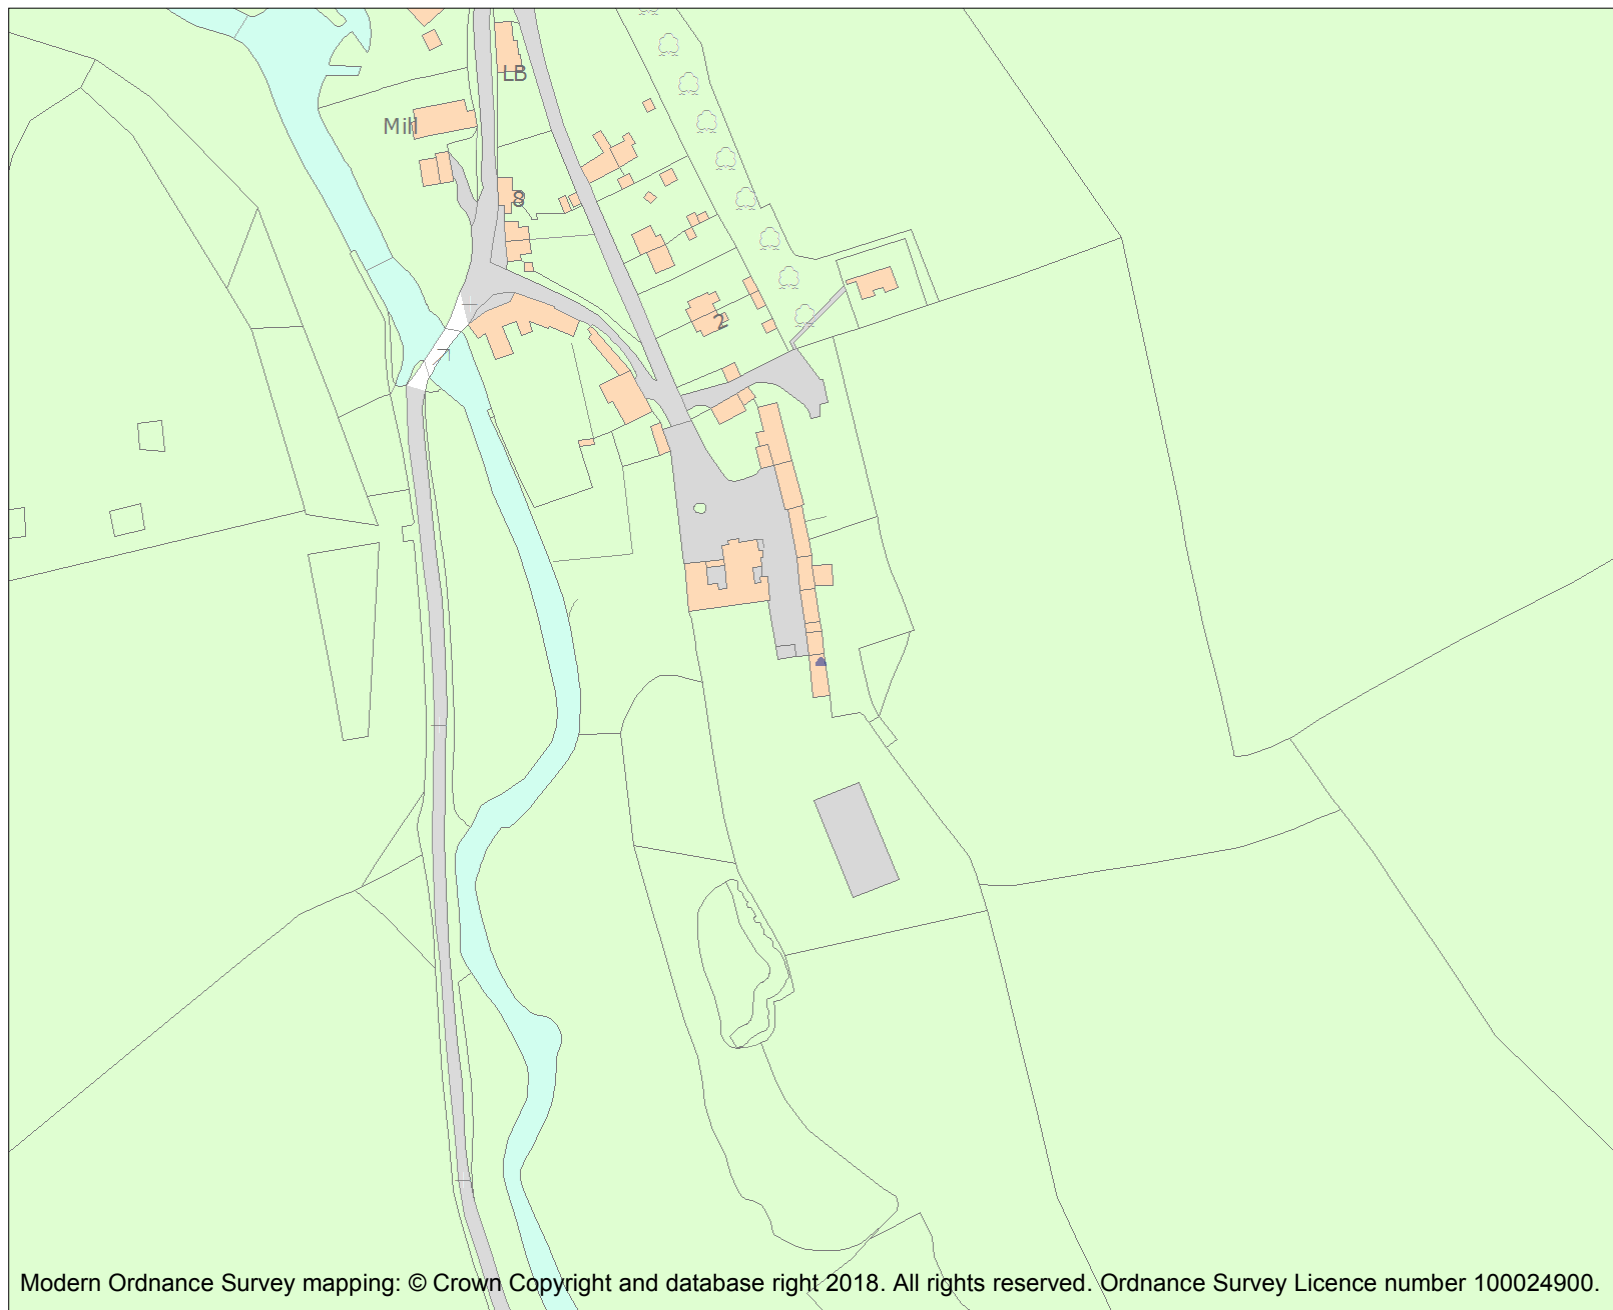 LB
Mill
8
2
Modern Ordnance Survey mapping: © Crown Copyright and database right 2018. All rights reserved. Ordnance Survey Licence number 100024900.